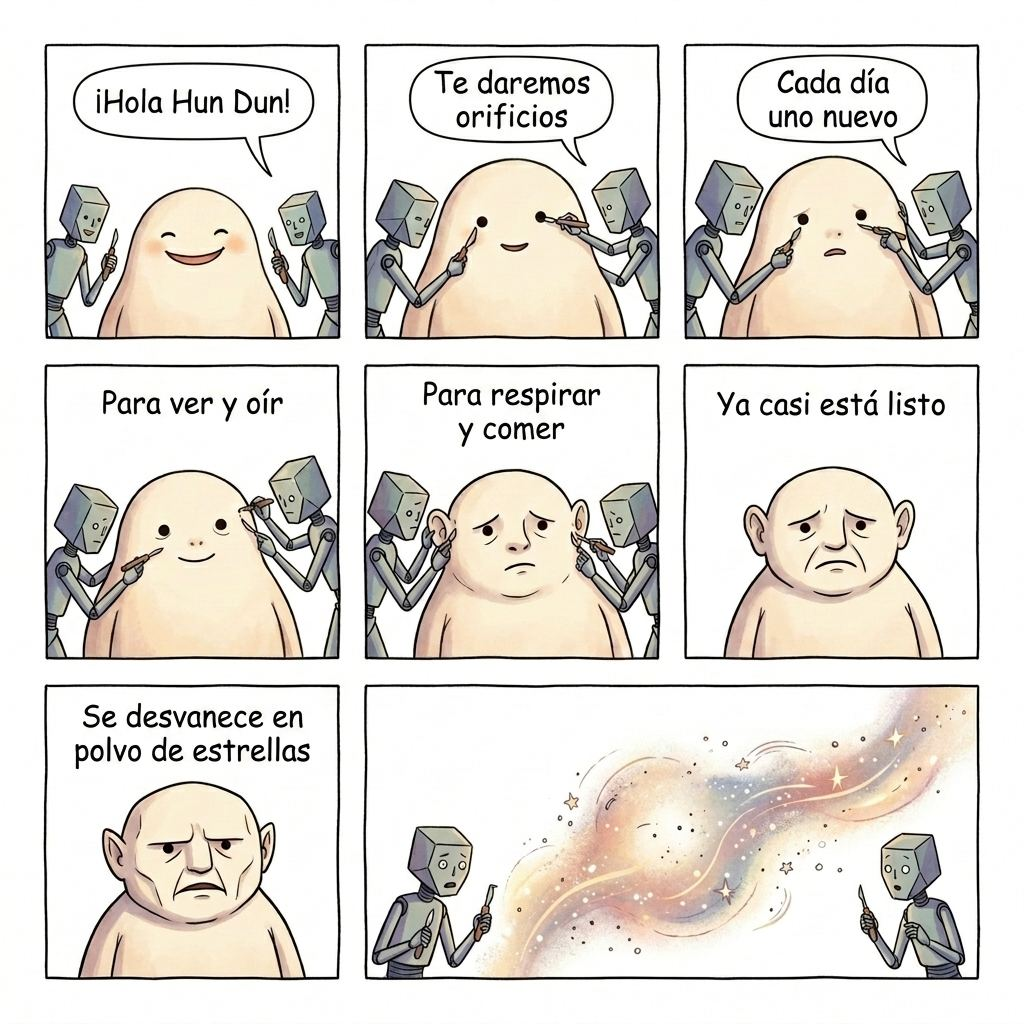 ¡Hola Hun Dun!
Te daremos
orificios
Cada día
uno nuevo
Para ver y oír
Para respirar
y comer
Ya casi está listo
Se desvanece en
polvo de estrellas